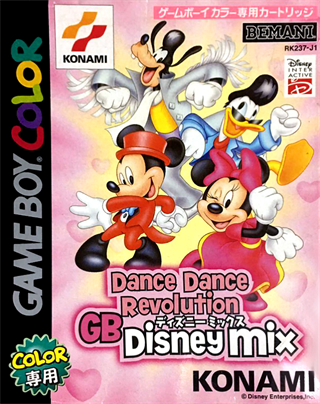 GAME BOY COLOR
KONAMI
ゲームボーイカラー専用カートリッジ
BEMANI
RK237-J1
Disney
INTER
ACTIVE
Dance Dance
Revolution
GB
ディズニーミックス
Disney mix
COLOR
専用
KONAMI
© Disney Enterprises, Inc.